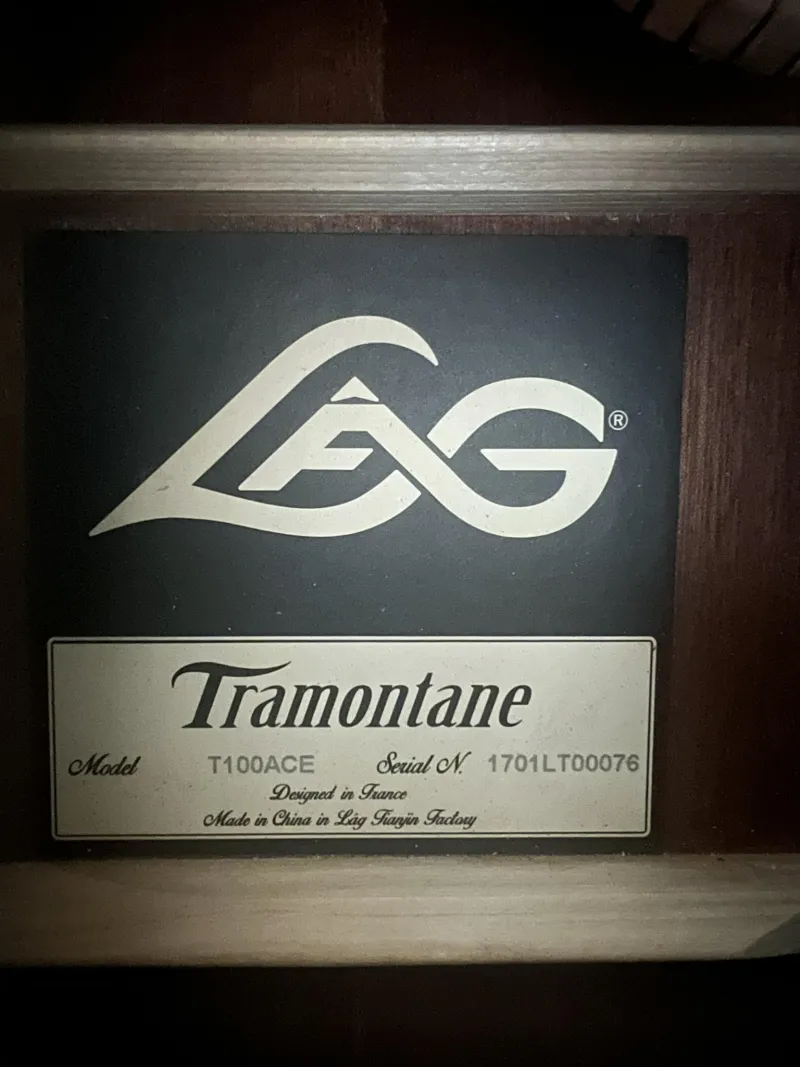 LÂG®
Tramontane
Model T100ACE Serial N. 1701LT00076
Designed in France
Made in China in Lâg Tianjin Factory